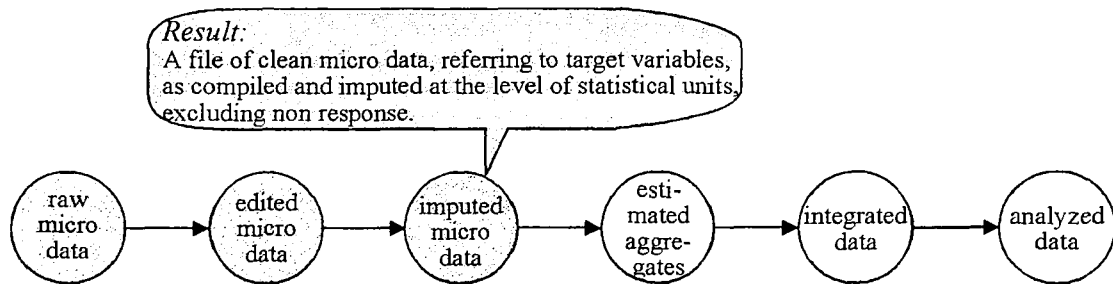 Result:
A file of clean micro data, referring to target variables,
as compiled and imputed at the level of statistical units,
excluding non response.
raw
micro
data
edited
micro
data
imputed
micro
data
esti-
mated
aggre-
gates
integrated
data
analyzed
data